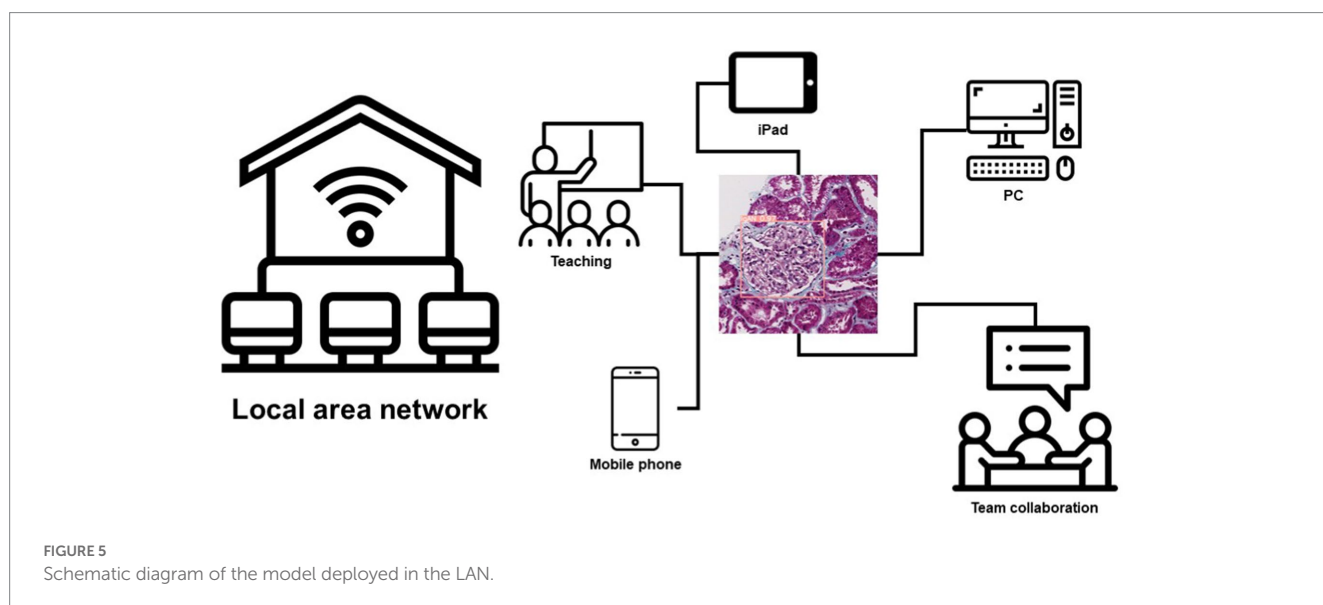 iPad
PC
Teaching
Local area network
Mobile phone
Team collaboration
FIGURE 5
Schematic diagram of the model deployed in the LAN.